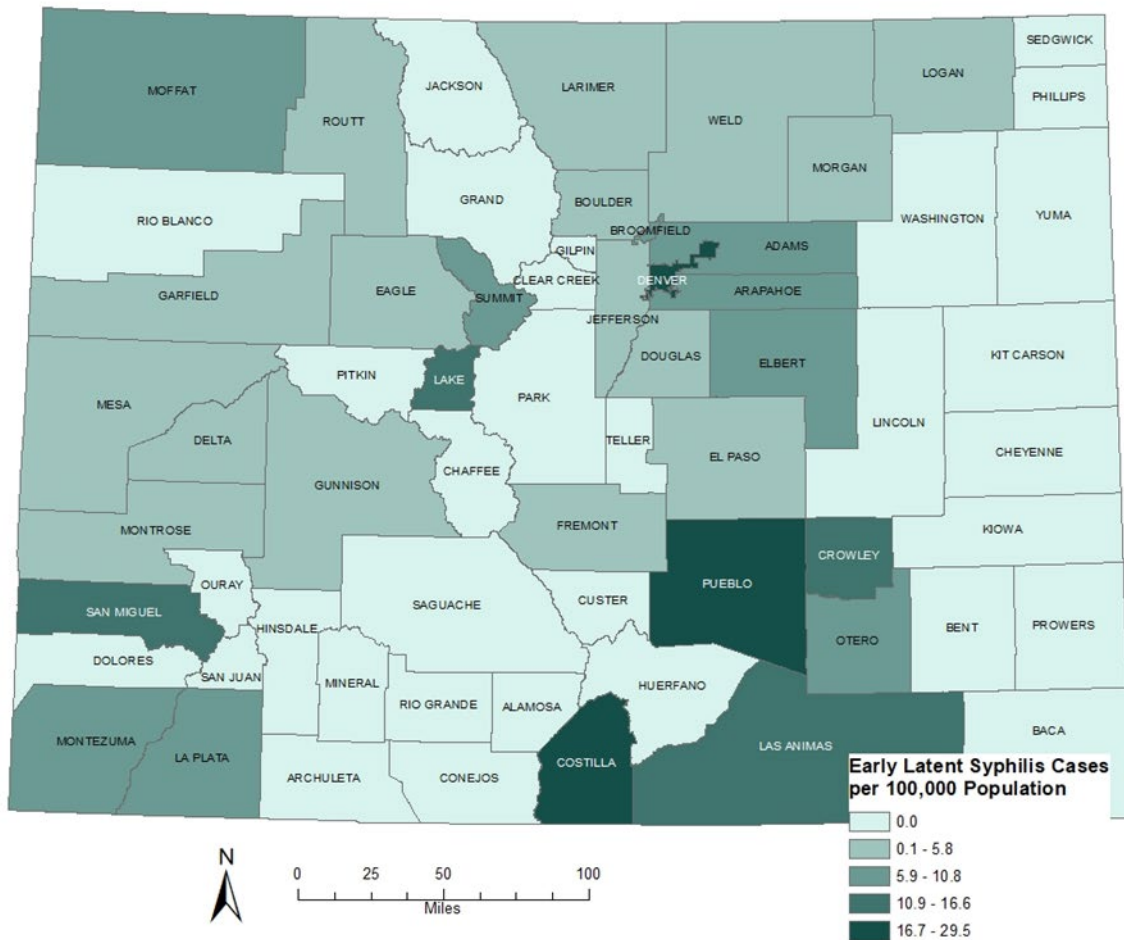 SEDGWICK
LOGAN
JACKSON
LARIMER
MOFFAT
PHILLIPS
ROUTT
WELD
MORGAN
GRAND
BOULDER
RIO BLANCO
WASHINGTON
YUMA
BROOMFIELD
ADAMS
GILPIN
CLEAR CREEK
DENVER
EAGLE
GARFIELD
SUMMIT
ARAPAHOE
JEFFERSON
DOUGLAS
KIT CARSON
ELBERT
PITKIN
LAKE
PARK
MESA
LINCOLN
DELTA
TELLER
CHEYENNE
EL PASO
CHAFFEE
GUNNISON
FREMONT
MONTROSE
KIOWA
CROWLEY
OURAY
PUEBLO
SAN MIGUEL
SAGUACHE
CUSTER
HINSDALE
OTERO
BENT
PROWERS
DOLORES
SAN JUAN
MINERAL
HUERFANO
RIO GRANDE
ALAMOSA
MONTEZUMA
LA PLATA
LAS ANIMAS
BACA
COSTILLA
ARCHULETA
CONEJOS
Early Latent Syphilis Cases
per 100,000 Population
0.0
0.1 - 5.8
5.9 - 10.8
10.9 - 16.6
16.7 - 29.5
N
0 25 50 100
Miles